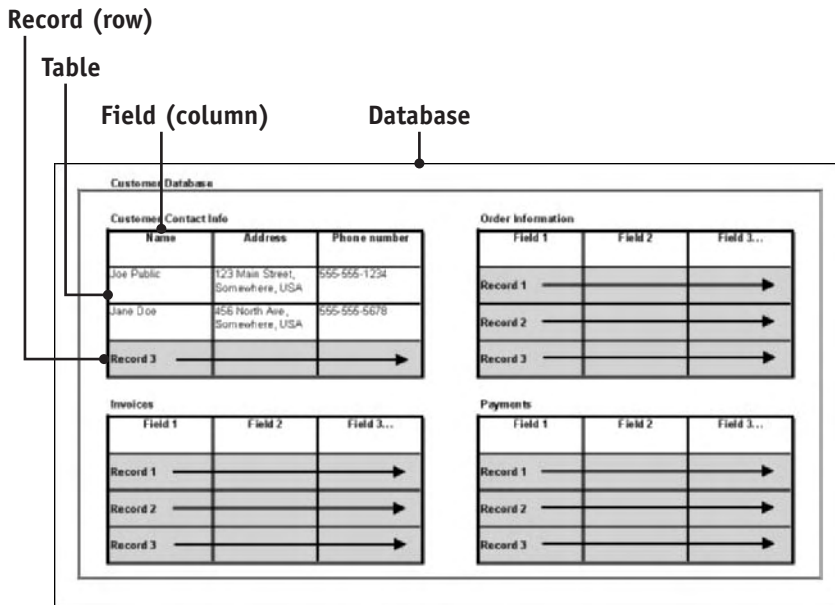 Record (row)
Table
Field (column) Database
Customer Database
Customer Contact Info
Name Address Phone number
Joe Public 123 Main Street, 555-555-1234
Somewhere, USA
Jane Doe 456 North Ave, 555-555-5678
Somewhere, USA
Record 3
Order Information
Field 1 Field 2 Field 3...
Record 1
Record 2
Record 3
Invoices
Field 1 Field 2 Field 3...
Record 1
Record 2
Record 3
Payments
Field 1 Field 2 Field 3...
Record 1
Record 2
Record 3